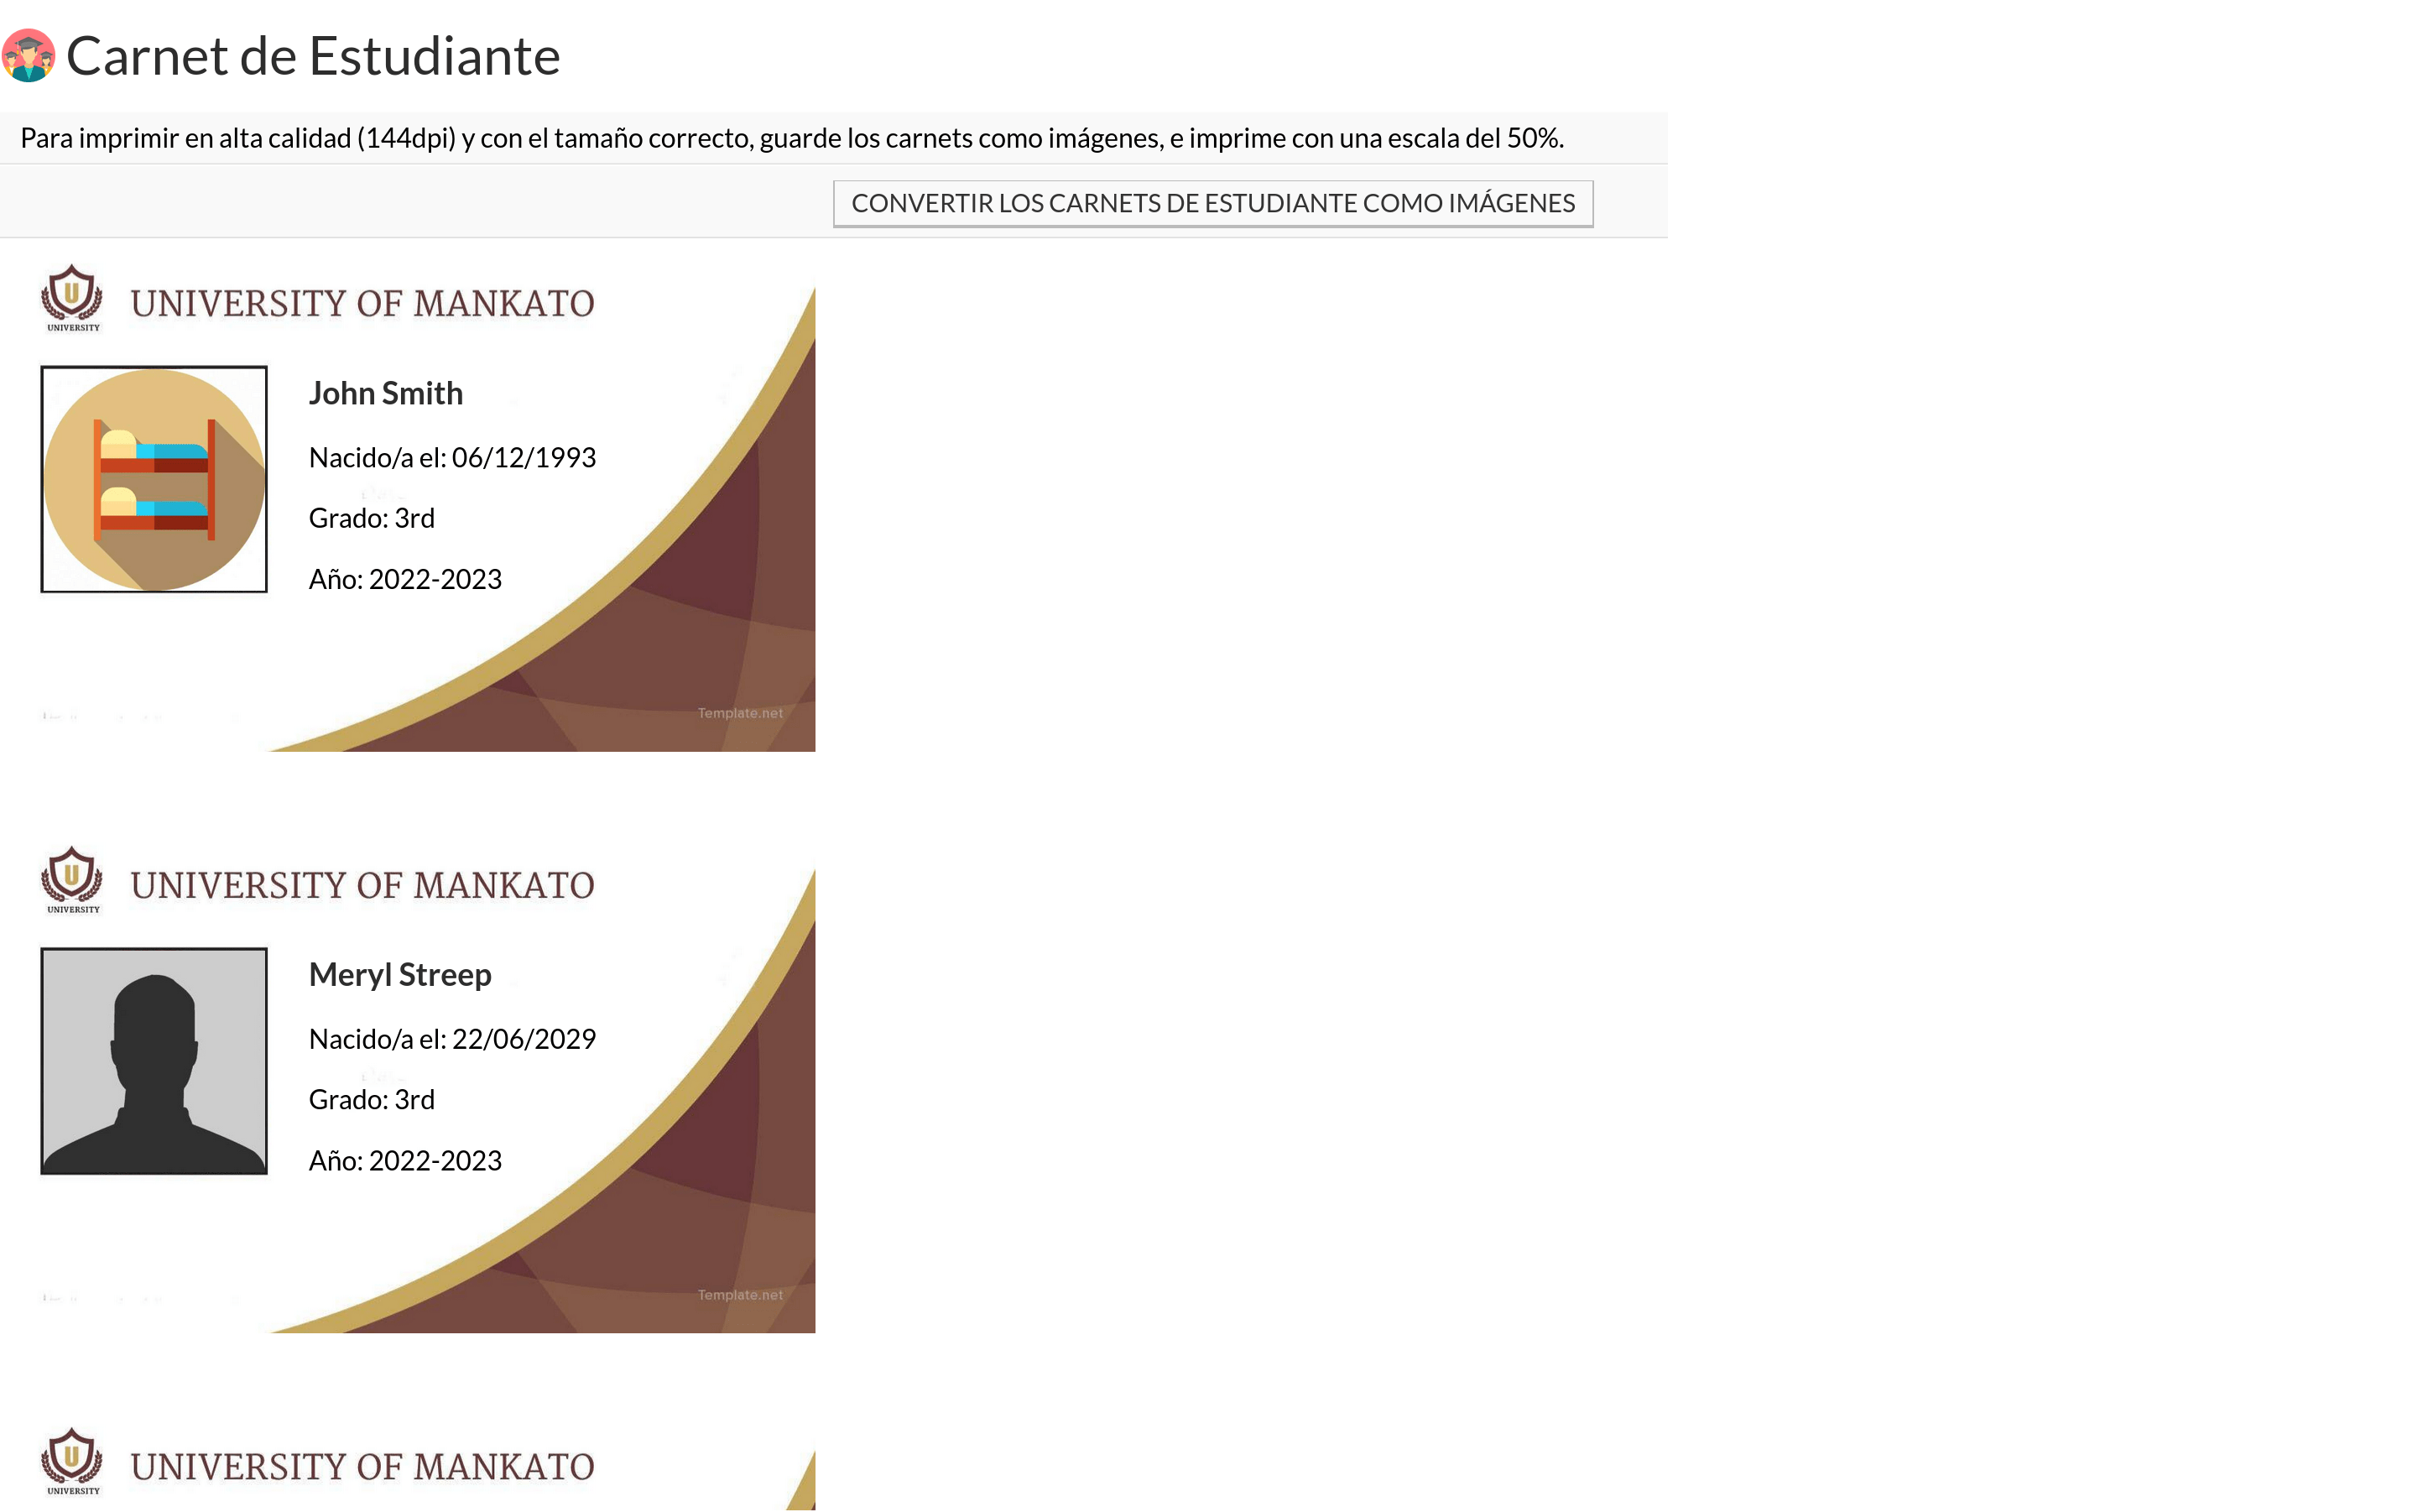 Carnet de Estudiante
Para imprimir en alta calidad (144dpi) y con el tamaño correcto, guarde los carnets como imágenes, e imprime con una escala del 50%.
CONVERTIR LOS CARNETS DE ESTUDIANTE COMO IMÁGENES
U
UNIVERSITY
UNIVERSITY OF MANKATO
John Smith
Nacido/a el: 06/12/1993
Grado: 3rd
Año: 2022-2023
Template.net
U
UNIVERSITY
UNIVERSITY OF MANKATO
Meryl Streep
Nacido/a el: 22/06/2029
Grado: 3rd
Año: 2022-2023
Template.net
U
UNIVERSITY
UNIVERSITY OF MANKATO